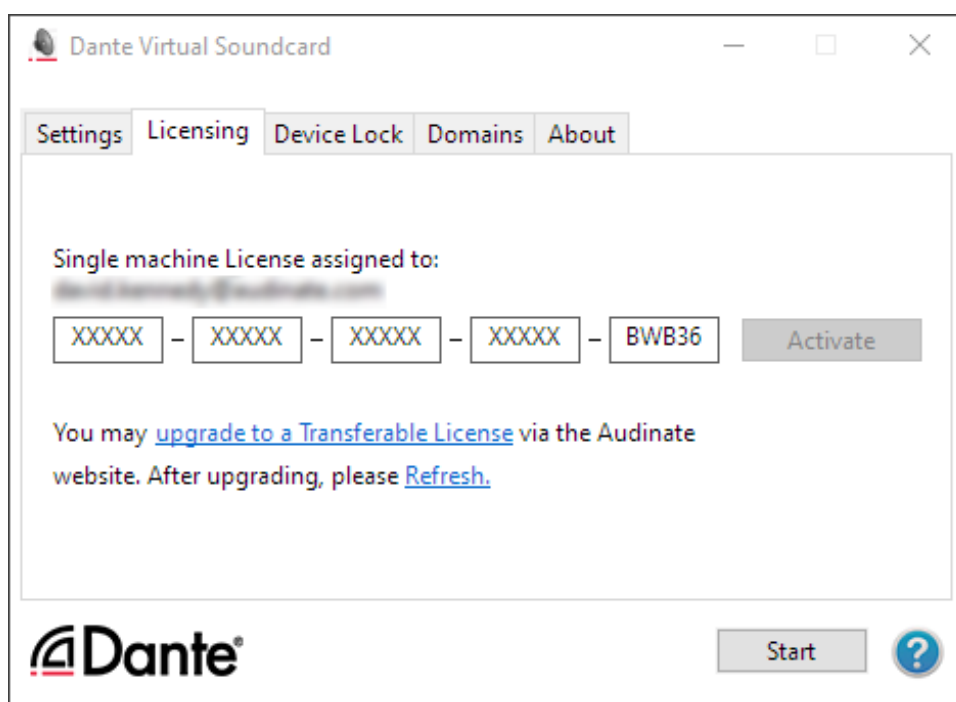 Dante Virtual Soundcard
Settings Licensing Device Lock Domains About
Single machine License assigned to:
XXXXX – XXXXX – XXXXX – XXXXX – BWB36 Activate
You may upgrade to a Transferable License via the Audinate
website. After upgrading, please Refresh.
Dante® Start ?